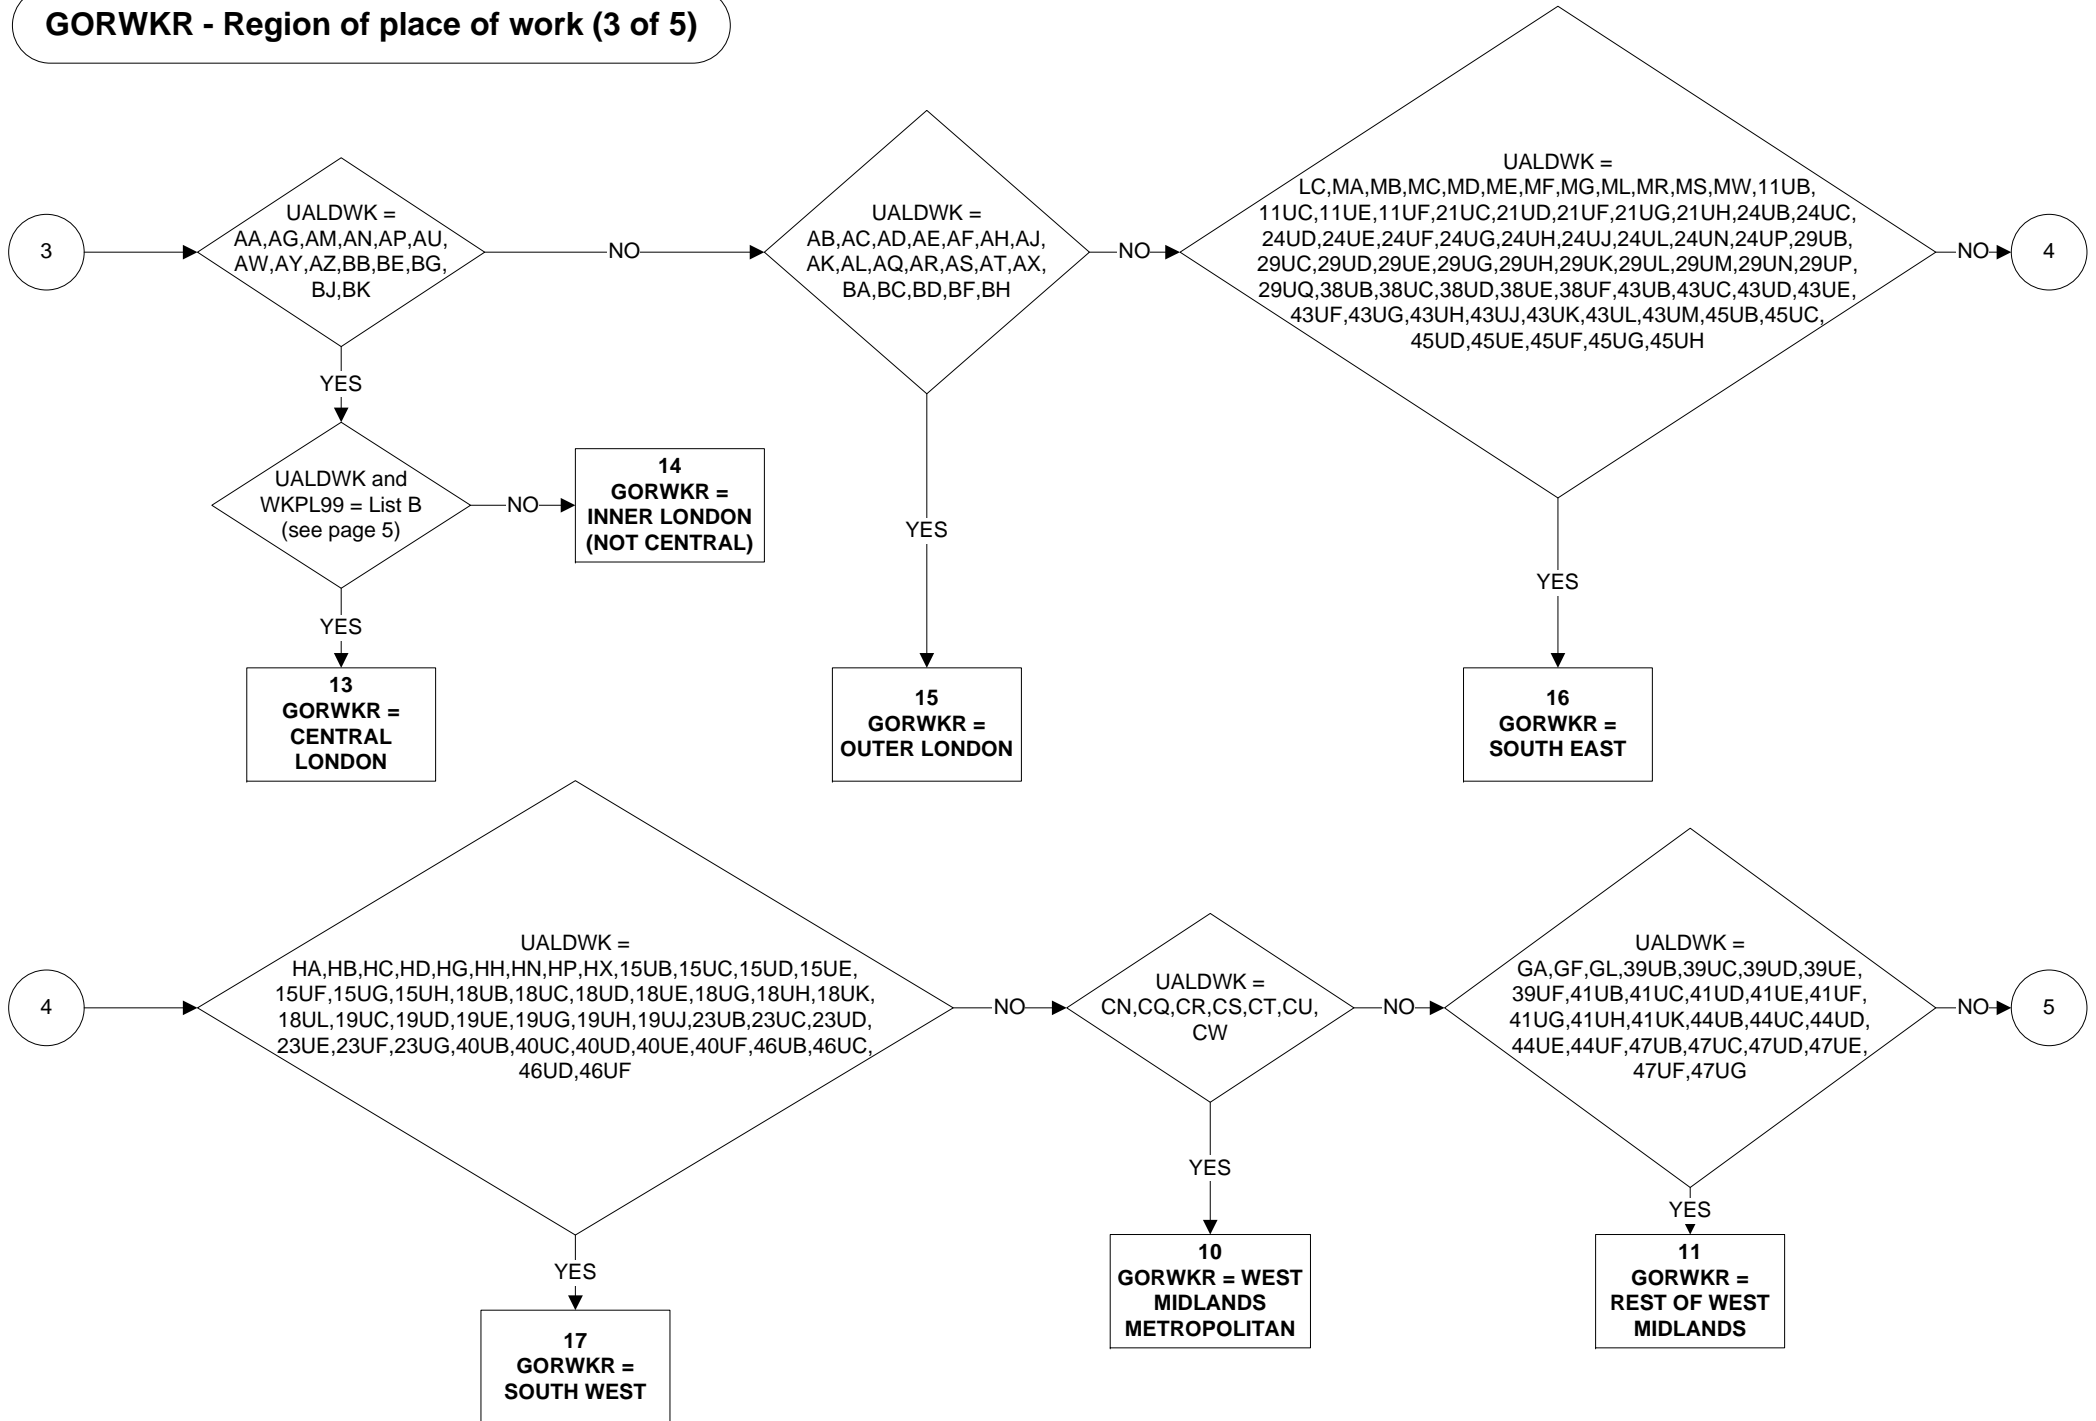 GORWKR - Region of place of work (3 of 5)
3
UALDWK =
AA,AG,AM,AN,AP,AU,
AW,AY,AZ,BB,BE,BG,
BJ,BK
NO
UALDWK =
AB,AC,AD,AE,AF,AH,AJ,
AK,AL,AQ,AR,AS,AT,AX,
BA,BC,BD,BF,BH
NO
UALDWK =
LC,MA,MB,MC,MD,ME,MF,MG,ML,MR,MS,MW,11UB,
11UC,11UE,11UF,21UC,21UD,21UF,21UG,21UH,24UB,24UC,
24UD,24UE,24UF,24UG,24UH,24UJ,24UL,24UN,24UP,29UB,
29UC,29UD,29UE,29UG,29UH,29UK,29UL,29UM,29UN,29UP,
29UQ,38UB,38UC,38UD,38UE,38UF,43UB,43UC,43UD,43UE,
43UF,43UG,43UH,43UJ,43UK,43UL,43UM,45UB,45UC,
45UD,45UE,45UF,45UG,45UH
NO
4
YES
UALDWK and
WKPL99 = List B
(see page 5)
NO
14
GORWKR =
INNER LONDON
(NOT CENTRAL)
YES
YES
YES
13
GORWKR =
CENTRAL
LONDON
15
GORWKR =
OUTER LONDON
16
GORWKR =
SOUTH EAST
4
UALDWK =
HA,HB,HC,HD,HG,HH,HN,HP,HX,15UB,15UC,15UD,15UE,
15UF,15UG,15UH,18UB,18UC,18UD,18UE,18UG,18UH,18UK,
18UL,19UC,19UD,19UE,19UG,19UH,19UJ,23UB,23UC,23UD,
23UE,23UF,23UG,40UB,40UC,40UD,40UE,40UF,46UB,46UC,
46UD,46UF
NO
UALDWK =
CN,CQ,CR,CS,CT,CU,
CW
NO
UALDWK =
GA,GF,GL,39UB,39UC,39UD,39UE,
39UF,41UB,41UC,41UD,41UE,41UF,
41UG,41UH,41UK,44UB,44UC,44UD,
44UE,44UF,47UB,47UC,47UD,47UE,
47UF,47UG
NO
5
YES
YES
YES
17
GORWKR =
SOUTH WEST
10
GORWKR = WEST
MIDLANDS
METROPOLITAN
11
GORWKR =
REST OF WEST
MIDLANDS